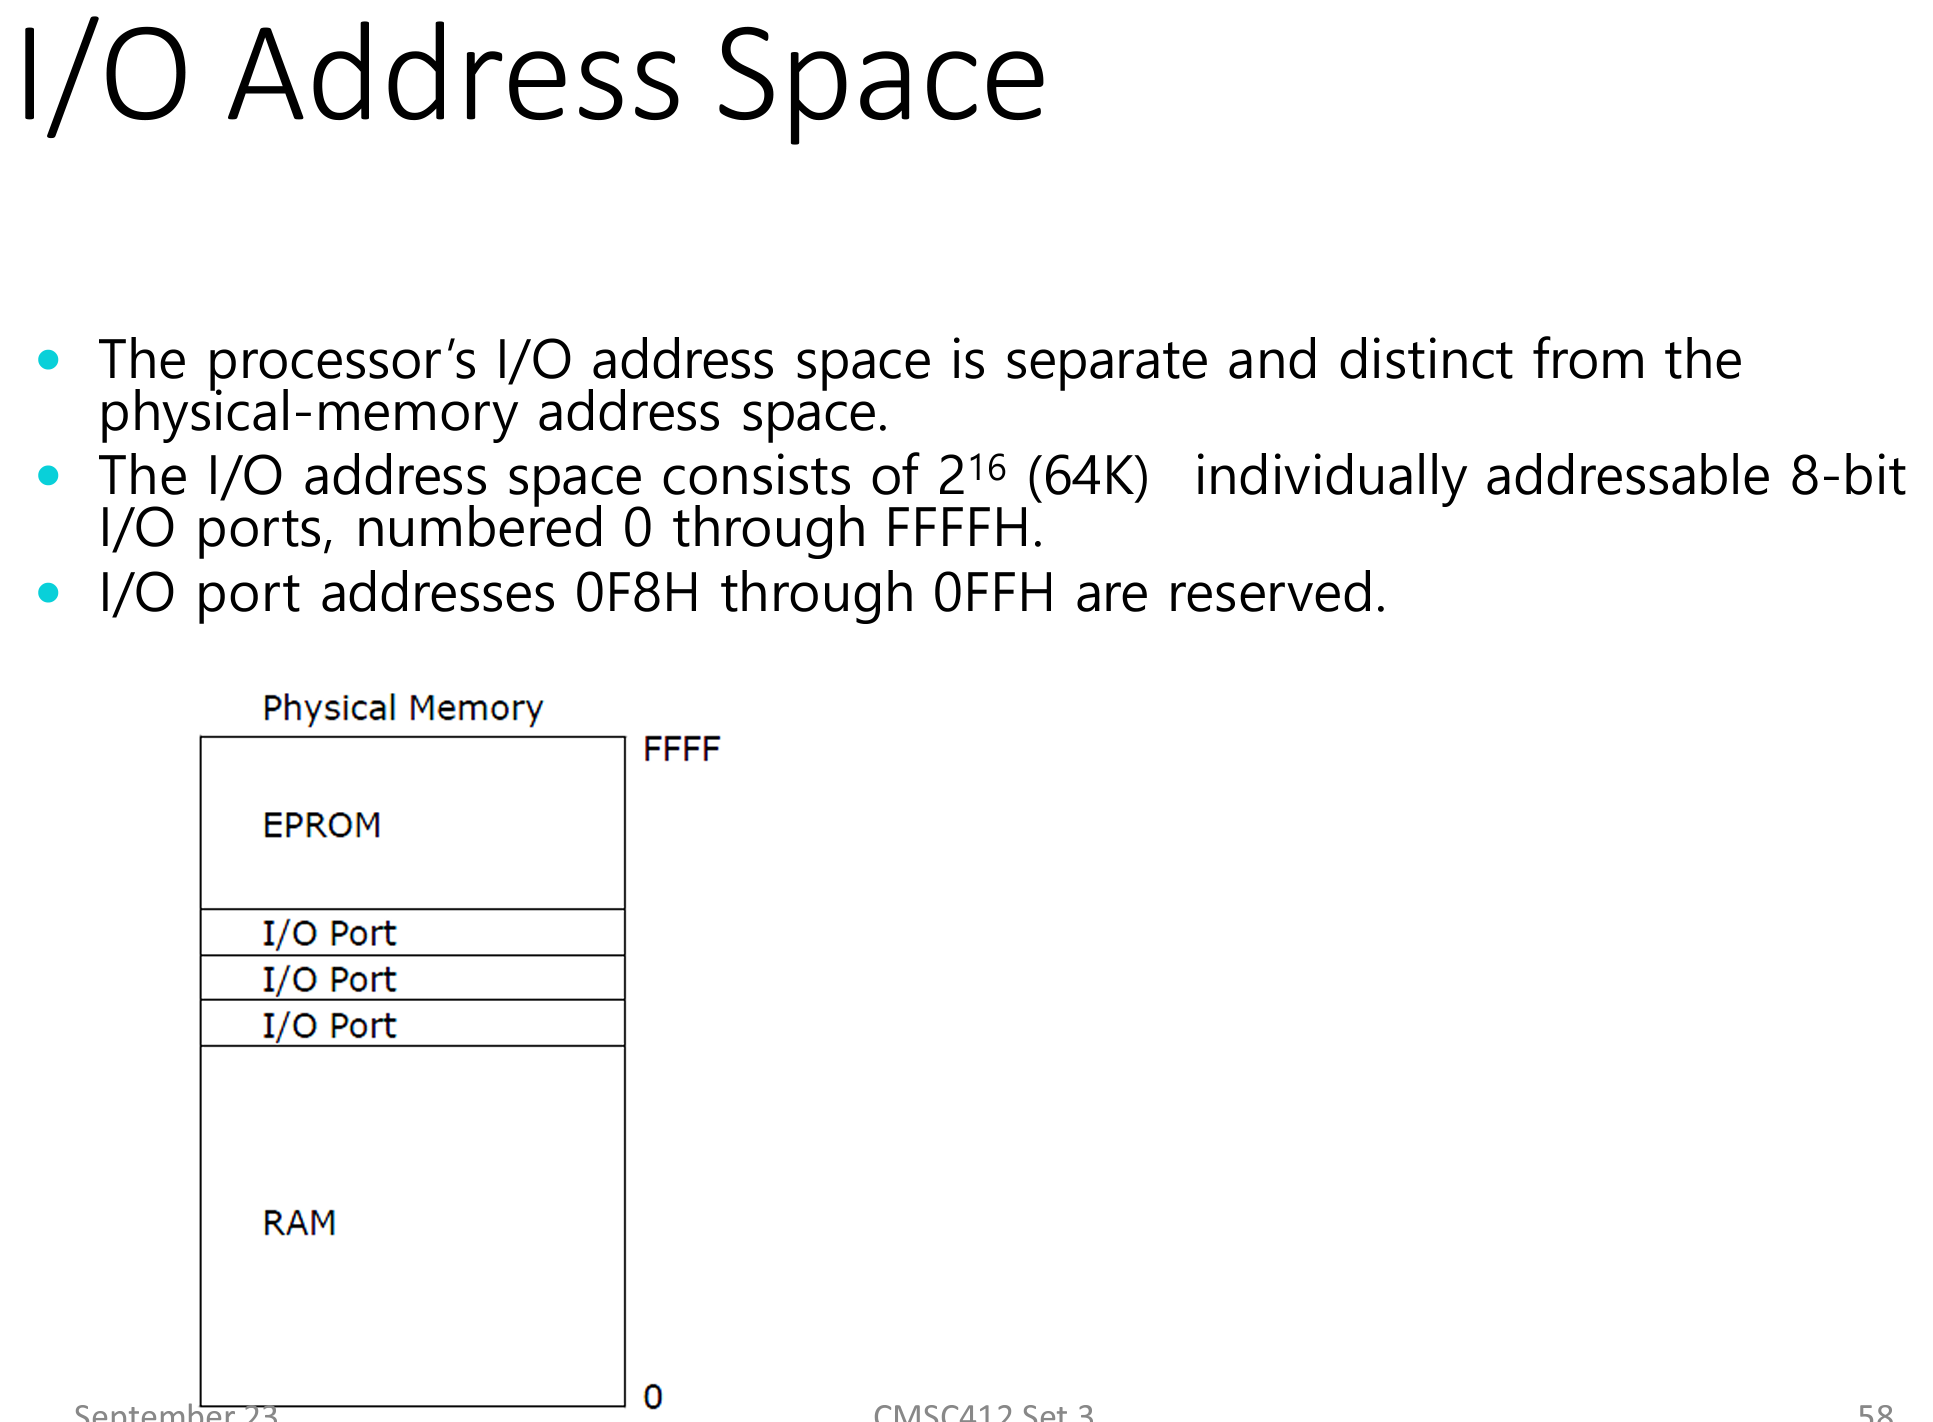 I/O Address Space
• The processor’s I/O address space is separate and distinct from the
physical-memory address space.
• The I/O address space consists of 2¹⁶ (64K) individually addressable 8-bit
I/O ports, numbered 0 through FFFFH.
• I/O port addresses 0F8H through 0FFH are reserved.
Physical Memory
FFFF
EPROM
I/O Port
I/O Port
I/O Port
RAM
0
September 23
CMSC412 Set 3
58